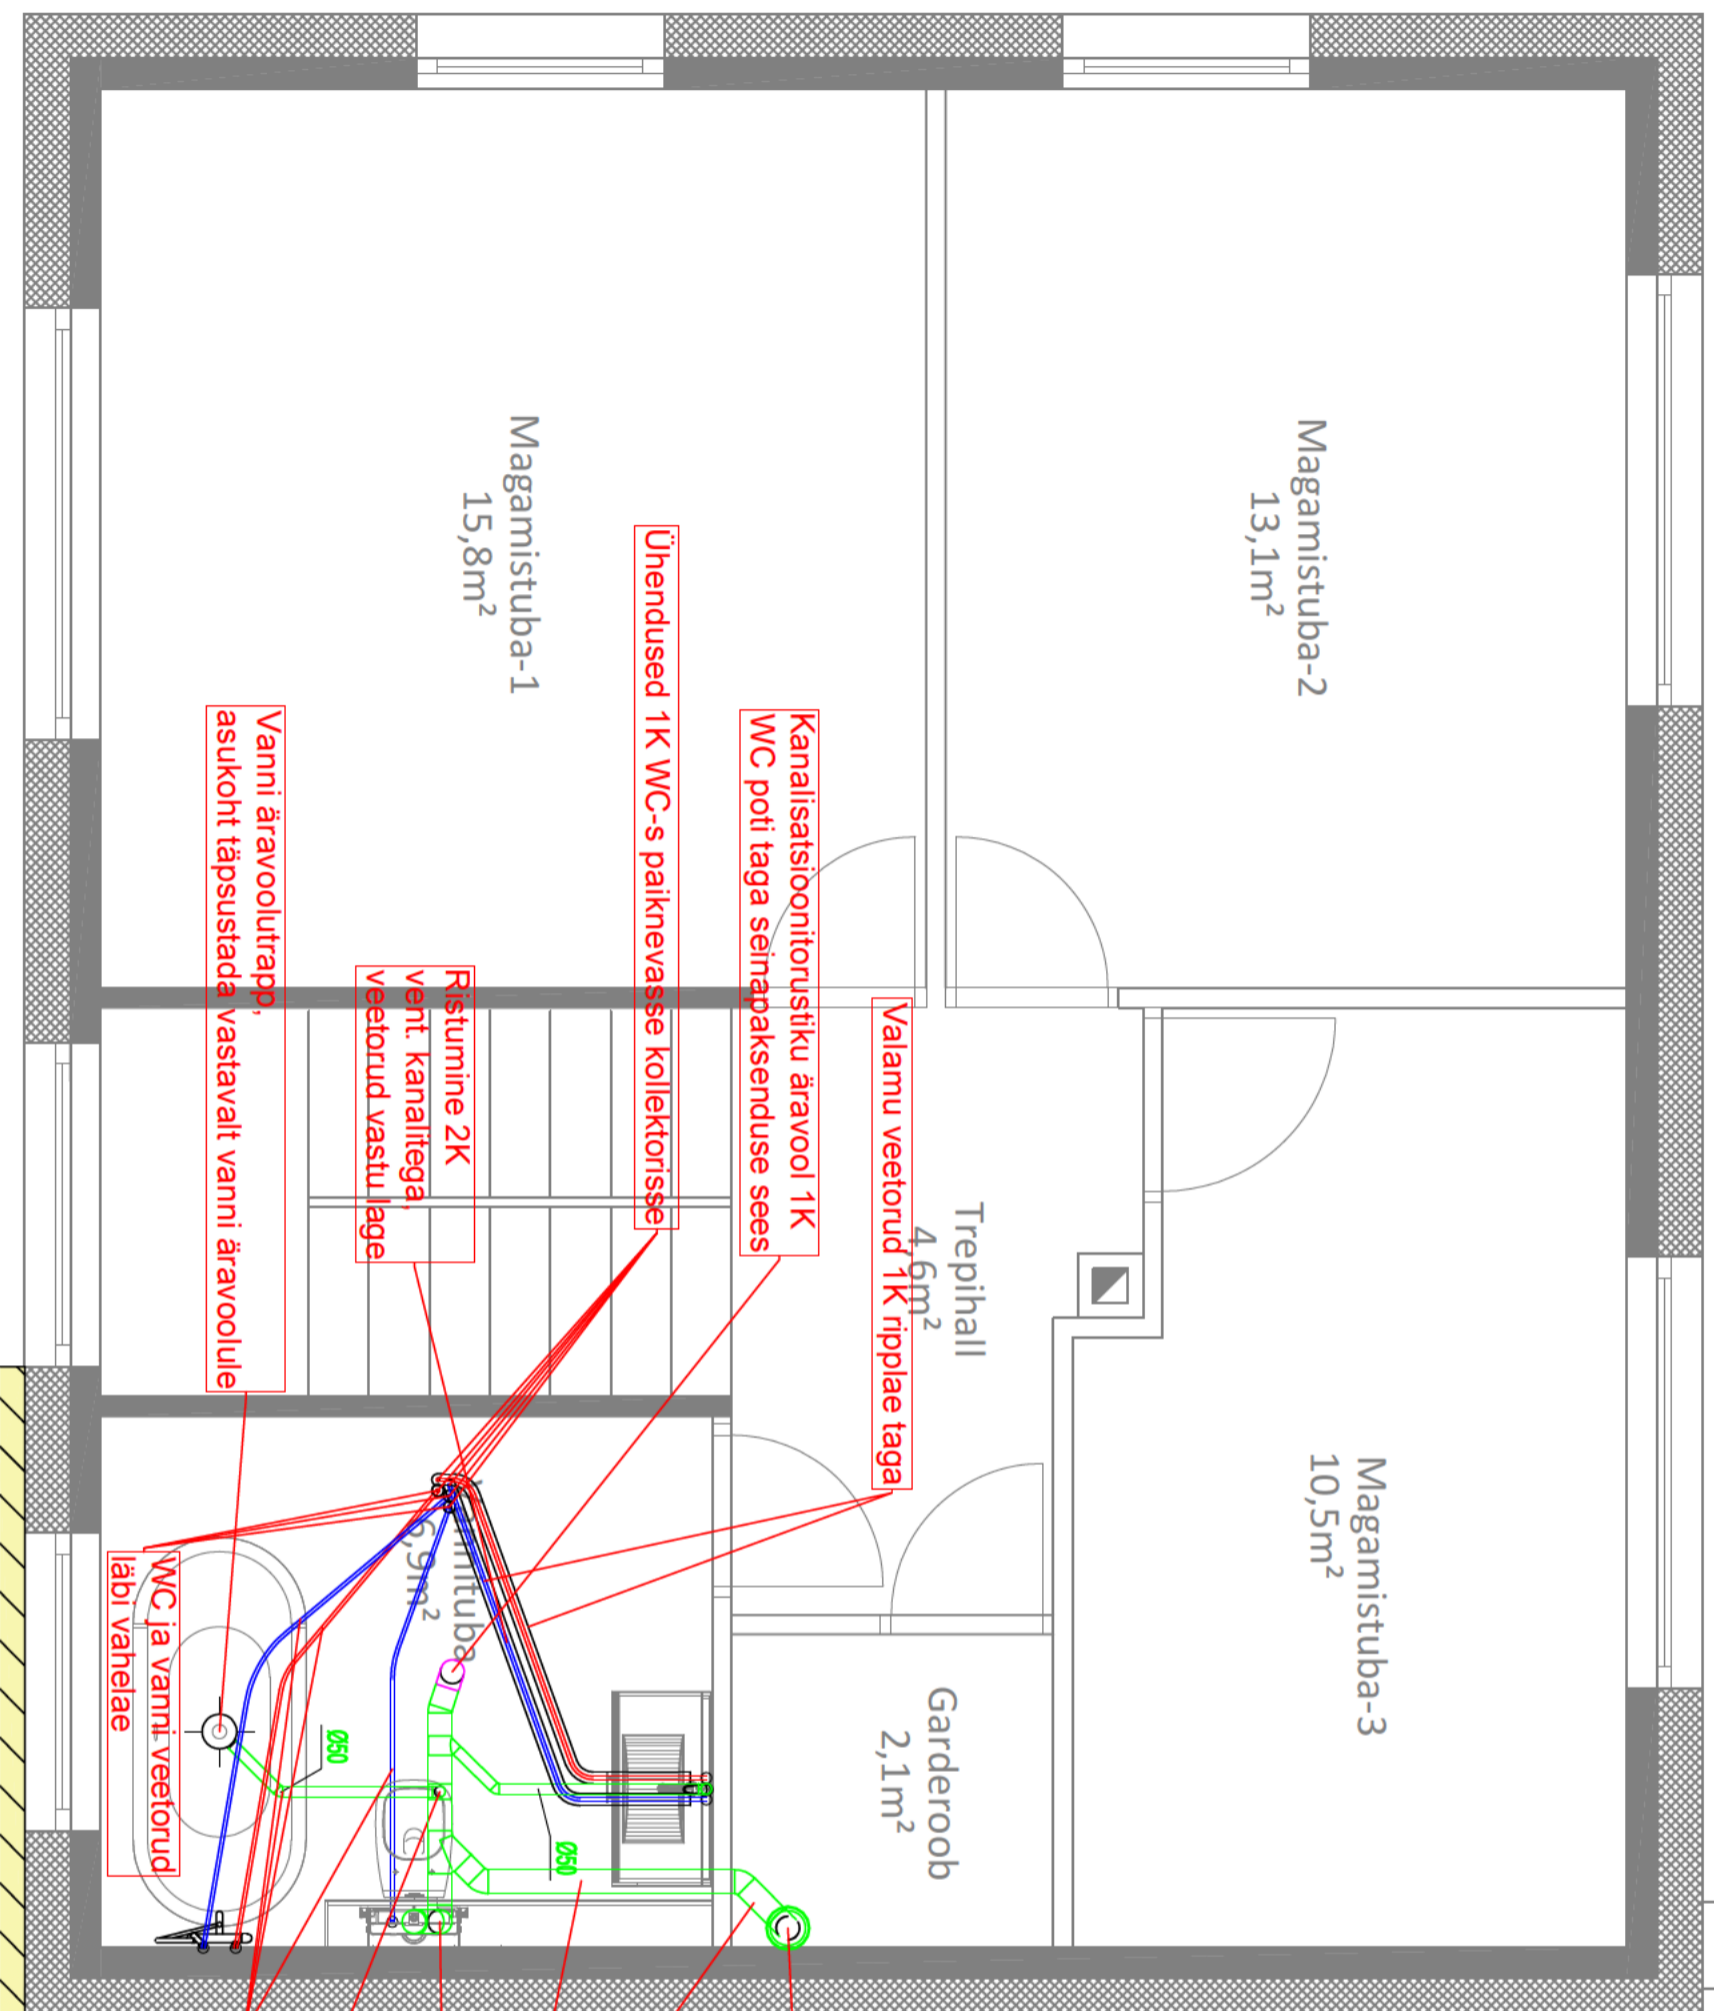 Magamistuba-2
13,1m²
Magamistuba-1
15,8m²
Ühendused 1K WC-s paiknevasse kollektorisse
Kanalisatsioonitorustiku äravool 1K
WC poti taga seinapaksenduse sees
Vanni äravoolutrapp,
asukoht täpsustada vastavalt vanni äravoolule
Ristumine 2K
vent. kanalitega,
veetorud vastu lage
Valamu veetorud 1K ripplae taga
Trepihall
4,6m²
Magamistuba-3
10,5m²
Vannituba
6,9m²
WC ja vanni veetorud
läbi vahelae
Garderoob
2,1m²
Ø50
Ø50